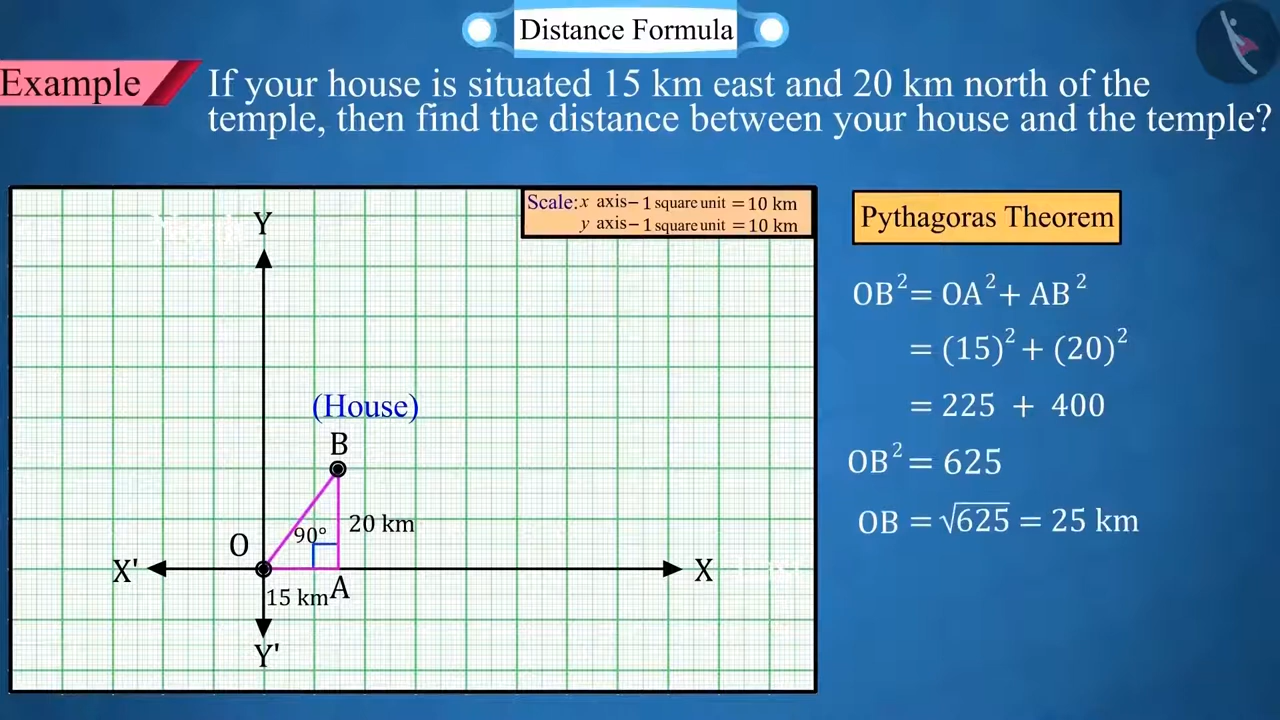 Distance Formula
Example
If your house is situated 15 km east and 20 km north of the
temple, then find the distance between your house and the temple?
Scale: x axis – 1 square unit = 10 km
y axis – 1 square unit = 10 km
North
Y
(House)
B
20 km
90°
O
X'
X
East
15 km
A
Y'
Pythagoras Theorem
OB² = OA² + AB²
= (15)² + (20)²
= 225 + 400
OB² = 625
OB = √625 = 25 km